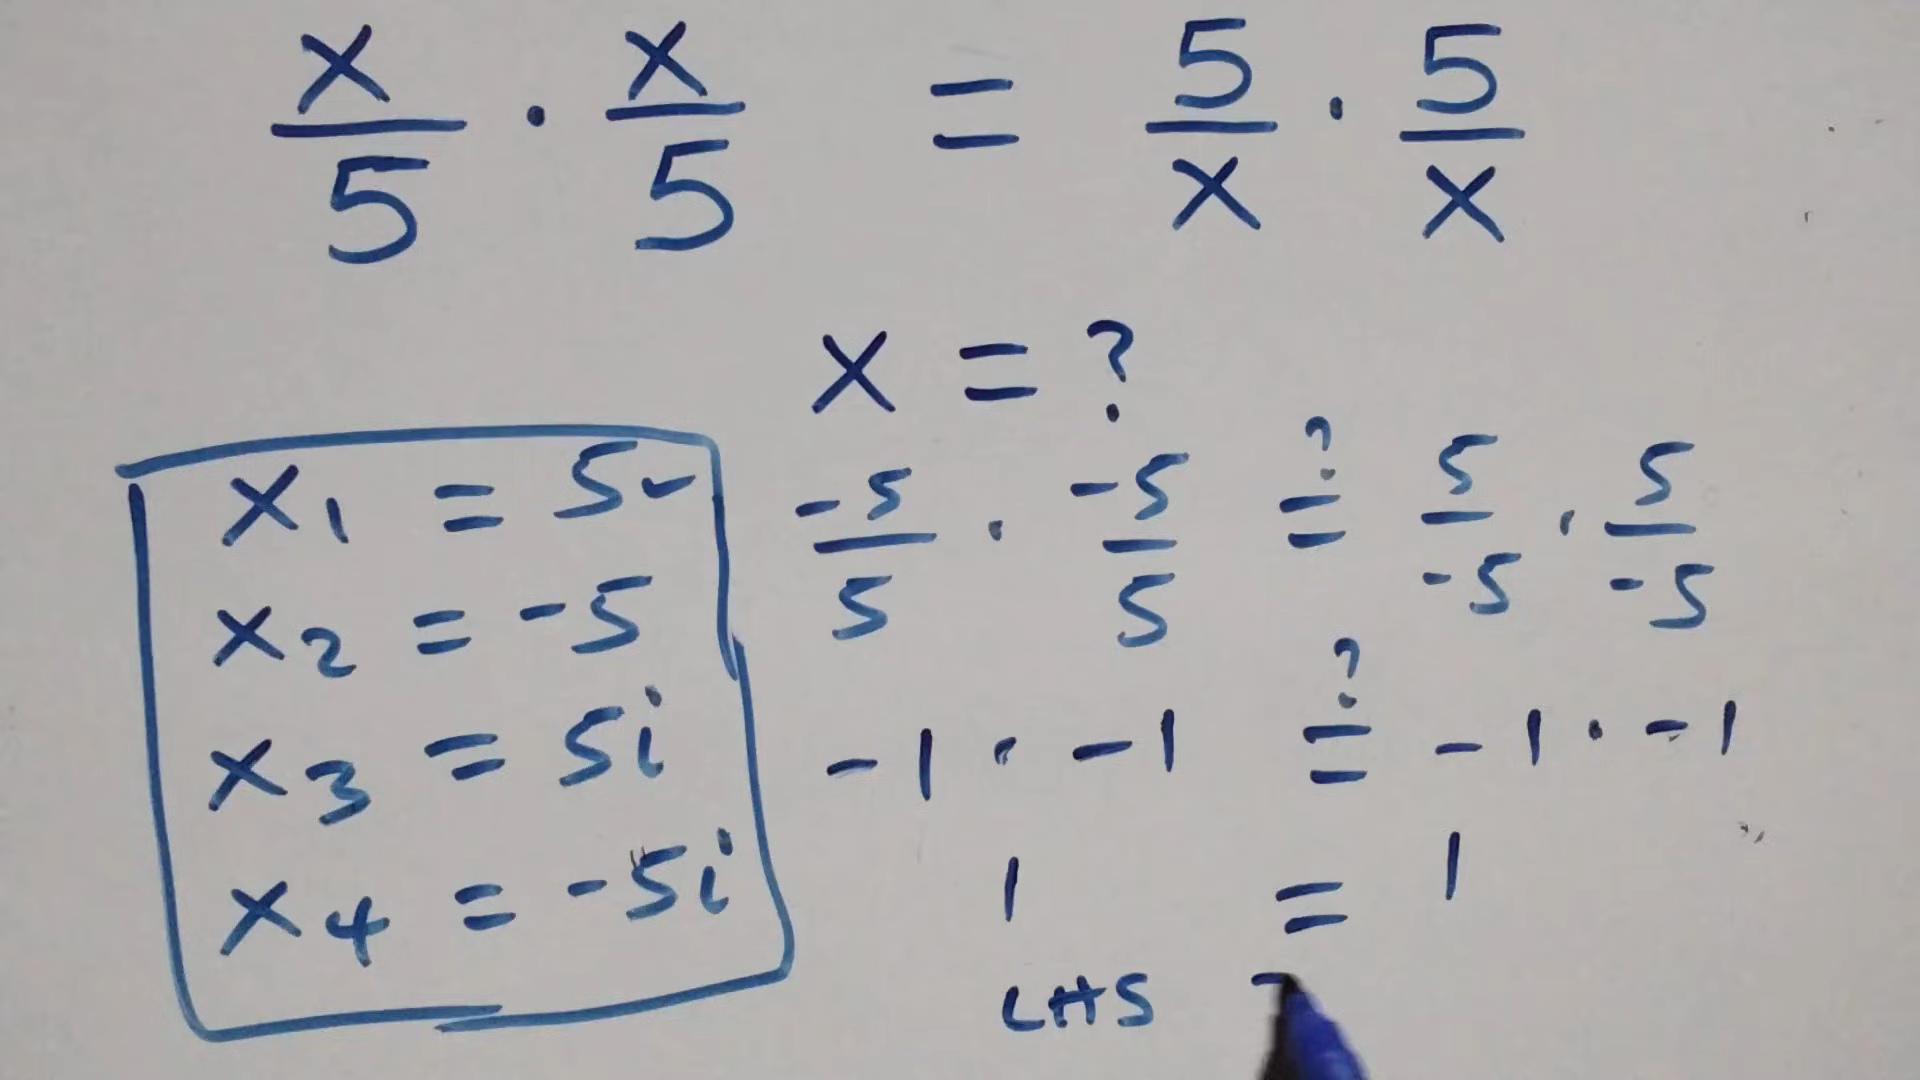 x/5 · x/5 = 5/x · 5/x
x = ?
x₁ = 5 ✓
x₂ = -5
x₃ = 5i
x₄ = -5i
-5/5 · -5/5 ≟ 5/-5 · 5/-5
-1 · -1 ≟ -1 · -1
1 = 1
LHS